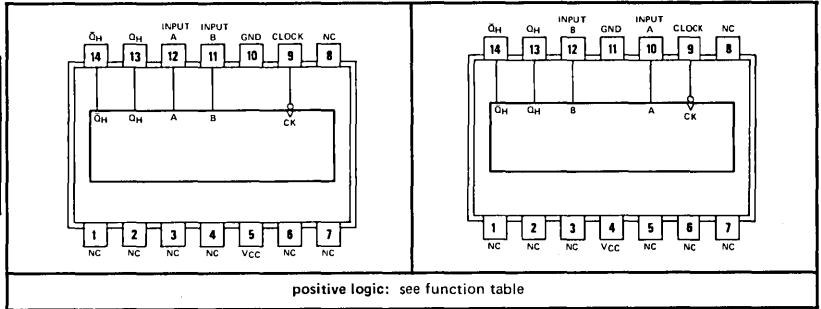 INPUT INPUT
Q̄H QH A B GND CLOCK NC
14 13 12 11 10 9 8
Q̄H QH A B CK
1 2 3 4 5 6 7
NC NC NC NC VCC NC NC
INPUT INPUT
Q̄H QH B GND A CLOCK NC
14 13 12 11 10 9 8
Q̄H QH B A CK
1 2 3 4 5 6 7
NC NC NC VCC NC NC NC
positive logic: see function table